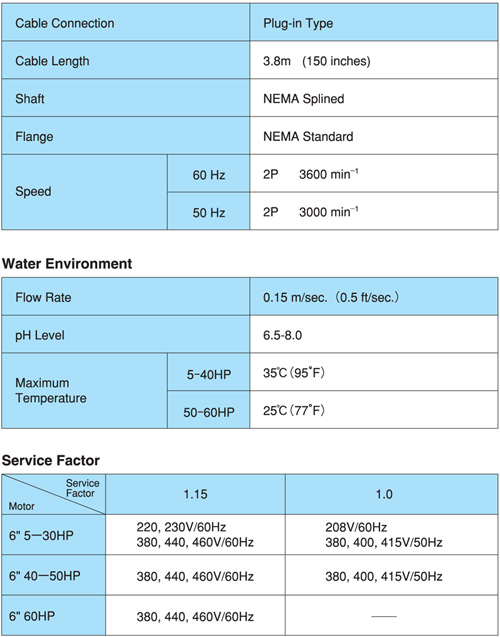 Cable Connection Plug-in Type
Cable Length 3.8m (150 inches)
Shaft NEMA Splined
Flange NEMA Standard
Speed 60 Hz 2P 3600 min⁻¹
50 Hz 2P 3000 min⁻¹
Water Environment
Flow Rate 0.15 m/sec. (0.5 ft/sec.)
pH Level 6.5-8.0
Maximum Temperature 5-40HP 35℃(95˚F)
50-60HP 25℃(77˚F)
Service Factor
Service Factor 1.15 1.0
Motor
6" 5—30HP 220, 230V/60Hz 208V/60Hz
380, 440, 460V/60Hz 380, 400, 415V/50Hz
6" 40—50HP 380, 440, 460V/60Hz 380, 400, 415V/50Hz
6" 60HP 380, 440, 460V/60Hz ——